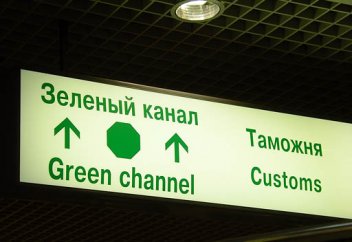 Зеленый канал
Green channel
Таможня
Customs